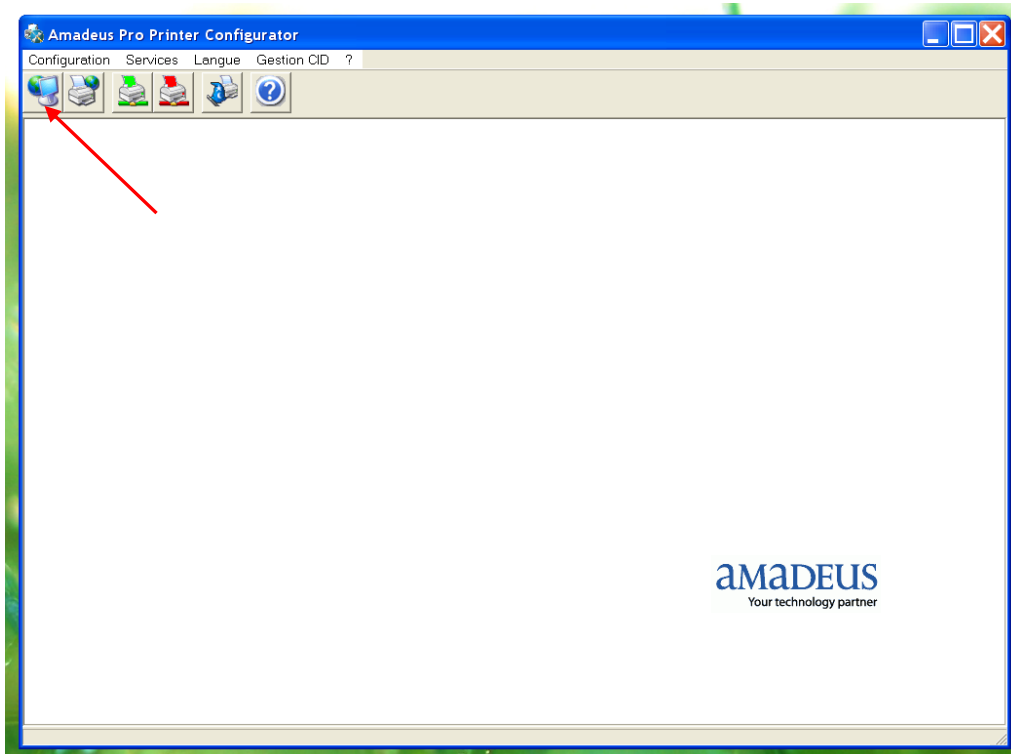 Amadeus Pro Printer Configurator
Configuration Services Langue Gestion CID ?
amadeus
Your technology partner